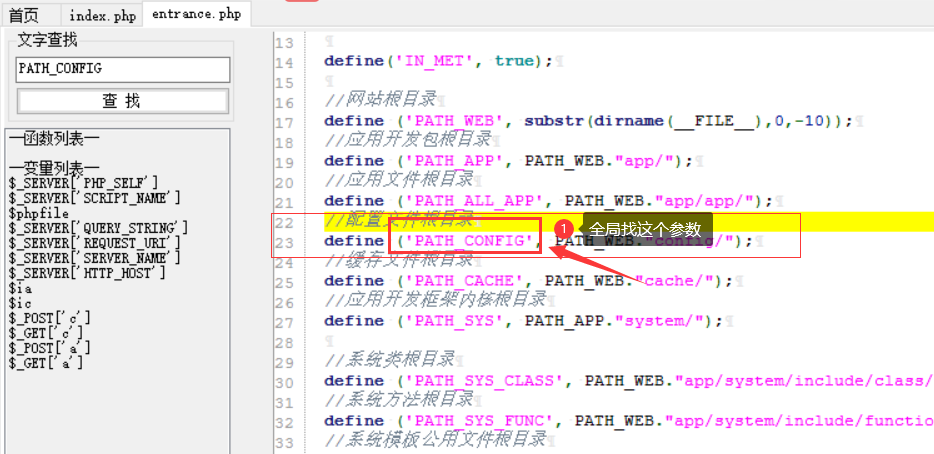 首页 index.php entrance.php
文字查找
PATH_CONFIG
查 找
—函数列表—
—变量列表—
$_SERVER['PHP_SELF']
$_SERVER['SCRIPT_NAME']
$phpfile
$_SERVER['QUERY_STRING']
$_SERVER['REQUEST_URI']
$_SERVER['SERVER_NAME']
$_SERVER['HTTP_HOST']
$ia
$ic
$_POST['c']
$_GET['c']
$_POST['a']
$_GET['a']
13 ¶
14 define('IN_MET', true);¶
15 ¶
16 //网站根目录¶
17 define ('PATH_WEB', substr(dirname(__FILE__),0,-10));¶
18 //应用开发包根目录¶
19 define ('PATH_APP', PATH_WEB."app/");¶
20 //应用文件根目录¶
21 define ('PATH_ALL_APP', PATH_WEB."app/app/");¶
22 //配置文件根目录
1 全局找这个参数
23 define ('PATH_CONFIG', PATH_WEB."config/");¶
24 //缓存文件根目录¶
25 define ('PATH_CACHE', PATH_WEB."cache/");¶
26 //应用开发框架内核根目录¶
27 define ('PATH_SYS', PATH_APP."system/");¶
28 ¶
29 //系统类根目录¶
30 define ('PATH_SYS_CLASS', PATH_WEB."app/system/include/class/
31 //系统方法根目录¶
32 define ('PATH_SYS_FUNC', PATH_WEB."app/system/include/functio
33 //系统模板公用文件根目录¶